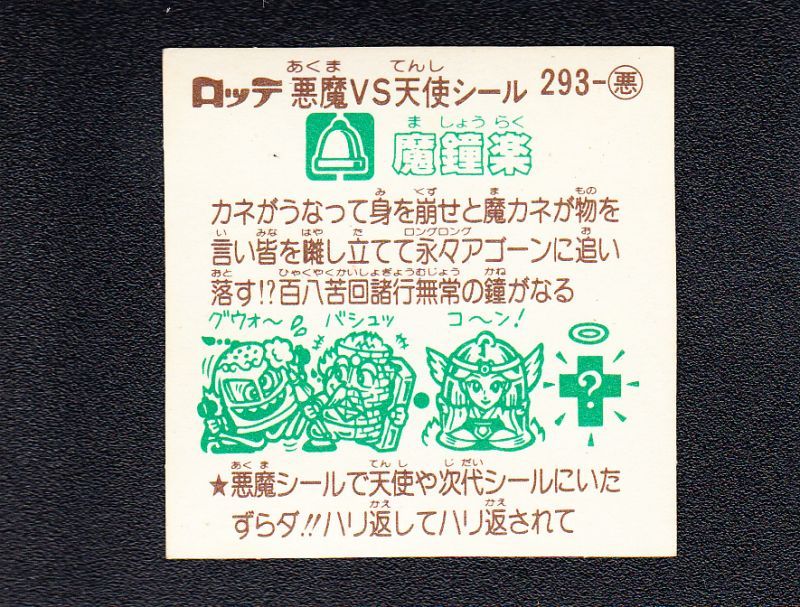 ロッテ 悪魔VS天使シール 293-悪
あくま てんし
魔鐘楽
ま しょう らく
カネがうなって身を崩せと魔カネが物を
み くず ま もの
言い皆を囃し立てて永々アゴーンに追い
い みな はや た ロングロング お
落す!?百八苦回諸行無常の鐘がなる
おと ひゃくやくかいしょぎょうむじょう かね
グウォ〜 バシュッ コ〜ン!
?
★悪魔シールで天使や次代シールにいた
あくま てんし じだい
ずらダ!!ハリ返してハリ返されて
かえ かえ